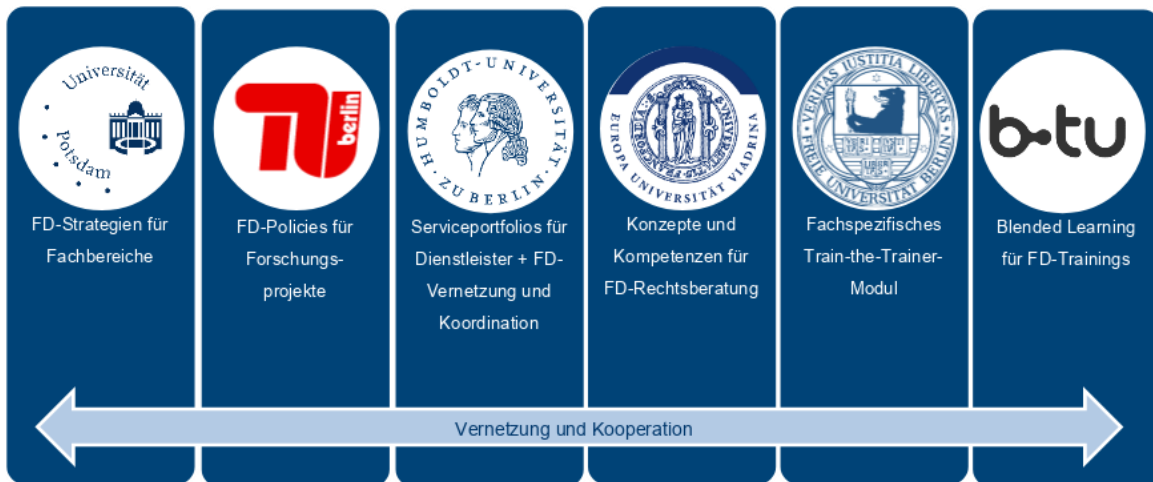 Universität
Potsdam
FD-Strategien für
Fachbereiche
berlin
FD-Policies für
Forschungs-
projekte
HUMBOLDT-UNIVERSITÄT
ZU BERLIN
Serviceportfolios für
Dienstleister + FD-
Vernetzung und
Koordination
EUROPA UNIVERSITÄT VIADRINA
Konzepte und
Kompetenzen für
FD-Rechtsberatung
VERITAS IUSTITIA LIBERTAS
FREIE UNIVERSITÄT BERLIN
Fachspezifisches
Train-the-Trainer-
Modul
b-tu
Blended Learning
für FD-Trainings
Vernetzung und Kooperation